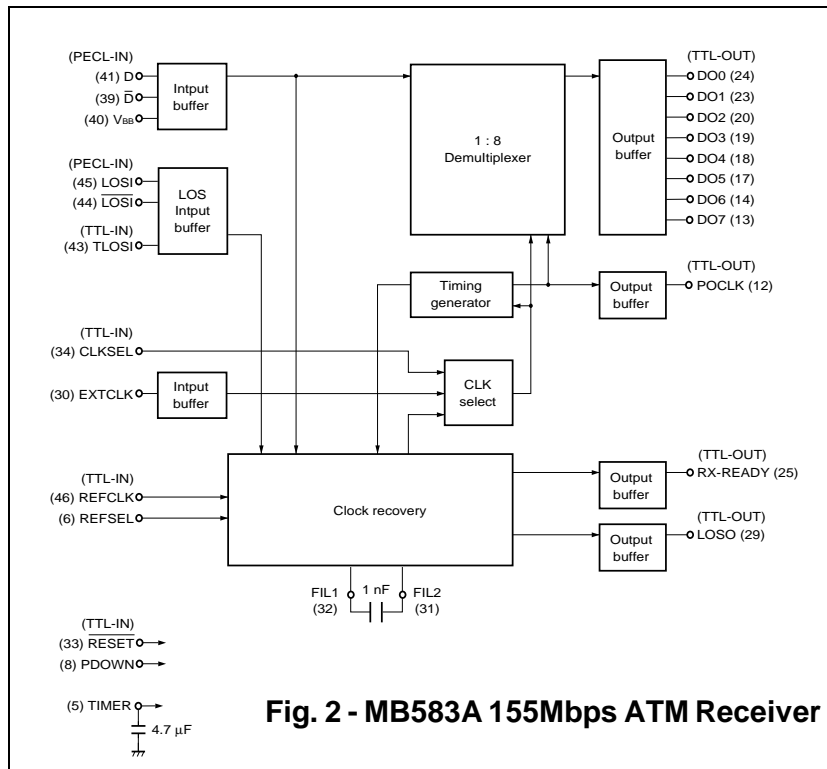 (PECL-IN)
(41) D
(39) D̅
(40) VBB
Intput
buffer
1 : 8
Demultiplexer
Output
buffer
(TTL-OUT)
DO0 (24)
DO1 (23)
DO2 (20)
DO3 (19)
DO4 (18)
DO5 (17)
DO6 (14)
DO7 (13)
(PECL-IN)
(45) LOSI
(44) L̅O̅S̅I̅
(TTL-IN)
(43) TLOSI
LOS
Intput
buffer
Timing
generator
Output
buffer
(TTL-OUT)
POCLK (12)
(TTL-IN)
(34) CLKSEL
(30) EXTCLK
Intput
buffer
CLK
select
(TTL-IN)
(46) REFCLK
(6) REFSEL
Clock recovery
Output
buffer
(TTL-OUT)
RX-READY (25)
Output
buffer
(TTL-OUT)
LOSO (29)
FIL1 1 nF FIL2
(32) (31)
(TTL-IN)
(33) R̅E̅S̅E̅T̅
(8) PDOWN
(5) TIMER
4.7 μF
Fig. 2 - MB583A 155Mbps ATM Receiver